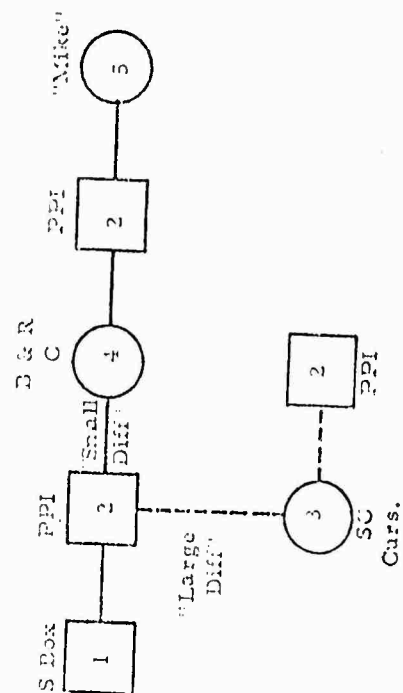 S Box
1
PPI
2
"Small
Diff"
B & R
C
4
PPI
2
"Mike"
5
"Large
Diff"
3
SC
Curs.
2
PPI